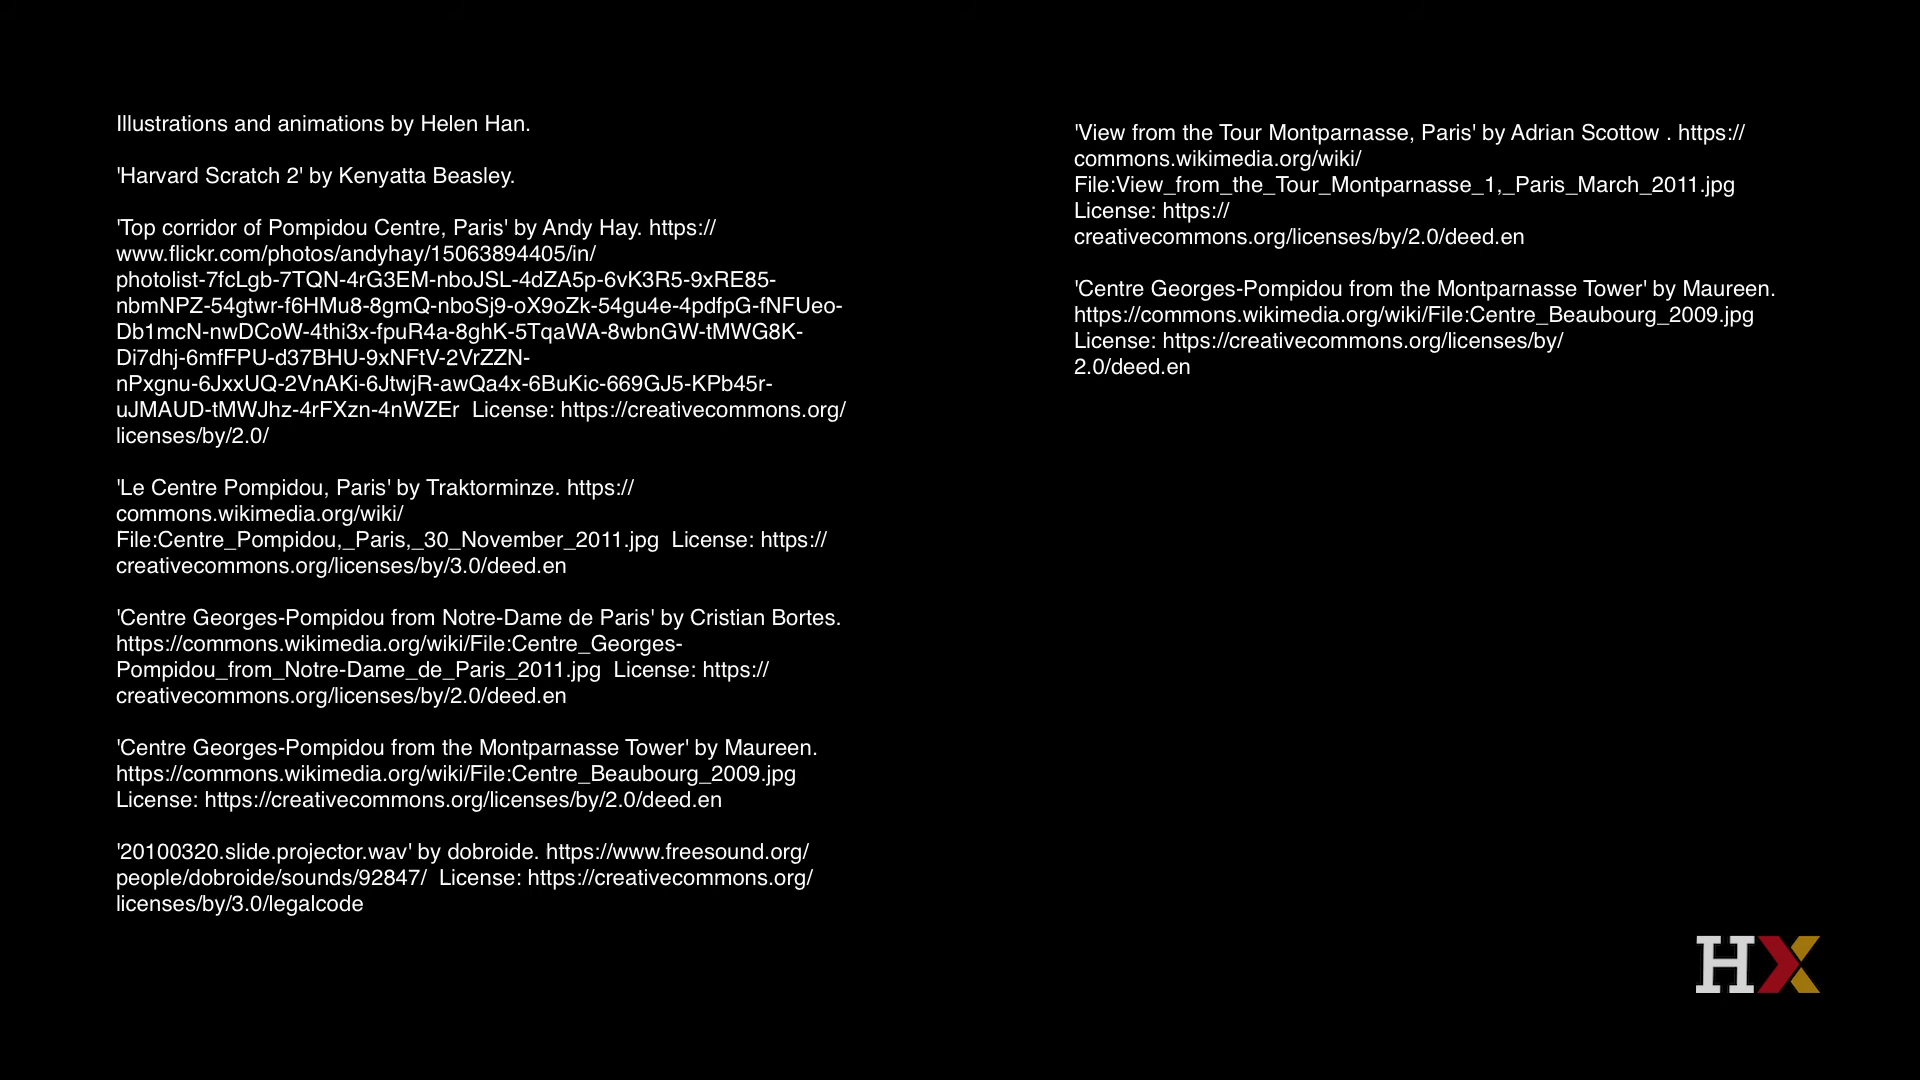 Illustrations and animations by Helen Han.
'Harvard Scratch 2' by Kenyatta Beasley.
'Top corridor of Pompidou Centre, Paris' by Andy Hay. https://
www.flickr.com/photos/andyhay/15063894405/in/
photolist-7fcLgb-7TQN-4rG3EM-nboJSL-4dZA5p-6vK3R5-9xRE85-
nbmNPZ-54gtwr-f6HMu8-8gmQ-nboSj9-oX9oZk-54gu4e-4pdfpG-fNFUeo-
Db1mcN-nwDCoW-4thi3x-fpuR4a-8ghK-5TqaWA-8wbnGW-tMWG8K-
Di7dhj-6mfFPU-d37BHU-9xNFtV-2VrZZN-
nPxgnu-6JxxUQ-2VnAKi-6JtwjR-awQa4x-6BuKic-669GJ5-KPb45r-
uJMAUD-tMWJhz-4rFXzn-4nWZEr  License: https://creativecommons.org/
licenses/by/2.0/
'Le Centre Pompidou, Paris' by Traktorminze. https://
commons.wikimedia.org/wiki/
File:Centre_Pompidou,_Paris,_30_November_2011.jpg  License: https://
creativecommons.org/licenses/by/3.0/deed.en
'Centre Georges-Pompidou from Notre-Dame de Paris' by Cristian Bortes.
https://commons.wikimedia.org/wiki/File:Centre_Georges-
Pompidou_from_Notre-Dame_de_Paris_2011.jpg  License: https://
creativecommons.org/licenses/by/2.0/deed.en
'Centre Georges-Pompidou from the Montparnasse Tower' by Maureen.
https://commons.wikimedia.org/wiki/File:Centre_Beaubourg_2009.jpg
License: https://creativecommons.org/licenses/by/2.0/deed.en
'20100320.slide.projector.wav' by dobroide. https://www.freesound.org/
people/dobroide/sounds/92847/  License: https://creativecommons.org/
licenses/by/3.0/legalcode
'View from the Tour Montparnasse, Paris' by Adrian Scottow . https://
commons.wikimedia.org/wiki/
File:View_from_the_Tour_Montparnasse_1,_Paris_March_2011.jpg
License: https://
creativecommons.org/licenses/by/2.0/deed.en
'Centre Georges-Pompidou from the Montparnasse Tower' by Maureen.
https://commons.wikimedia.org/wiki/File:Centre_Beaubourg_2009.jpg
License: https://creativecommons.org/licenses/by/
2.0/deed.en
HX